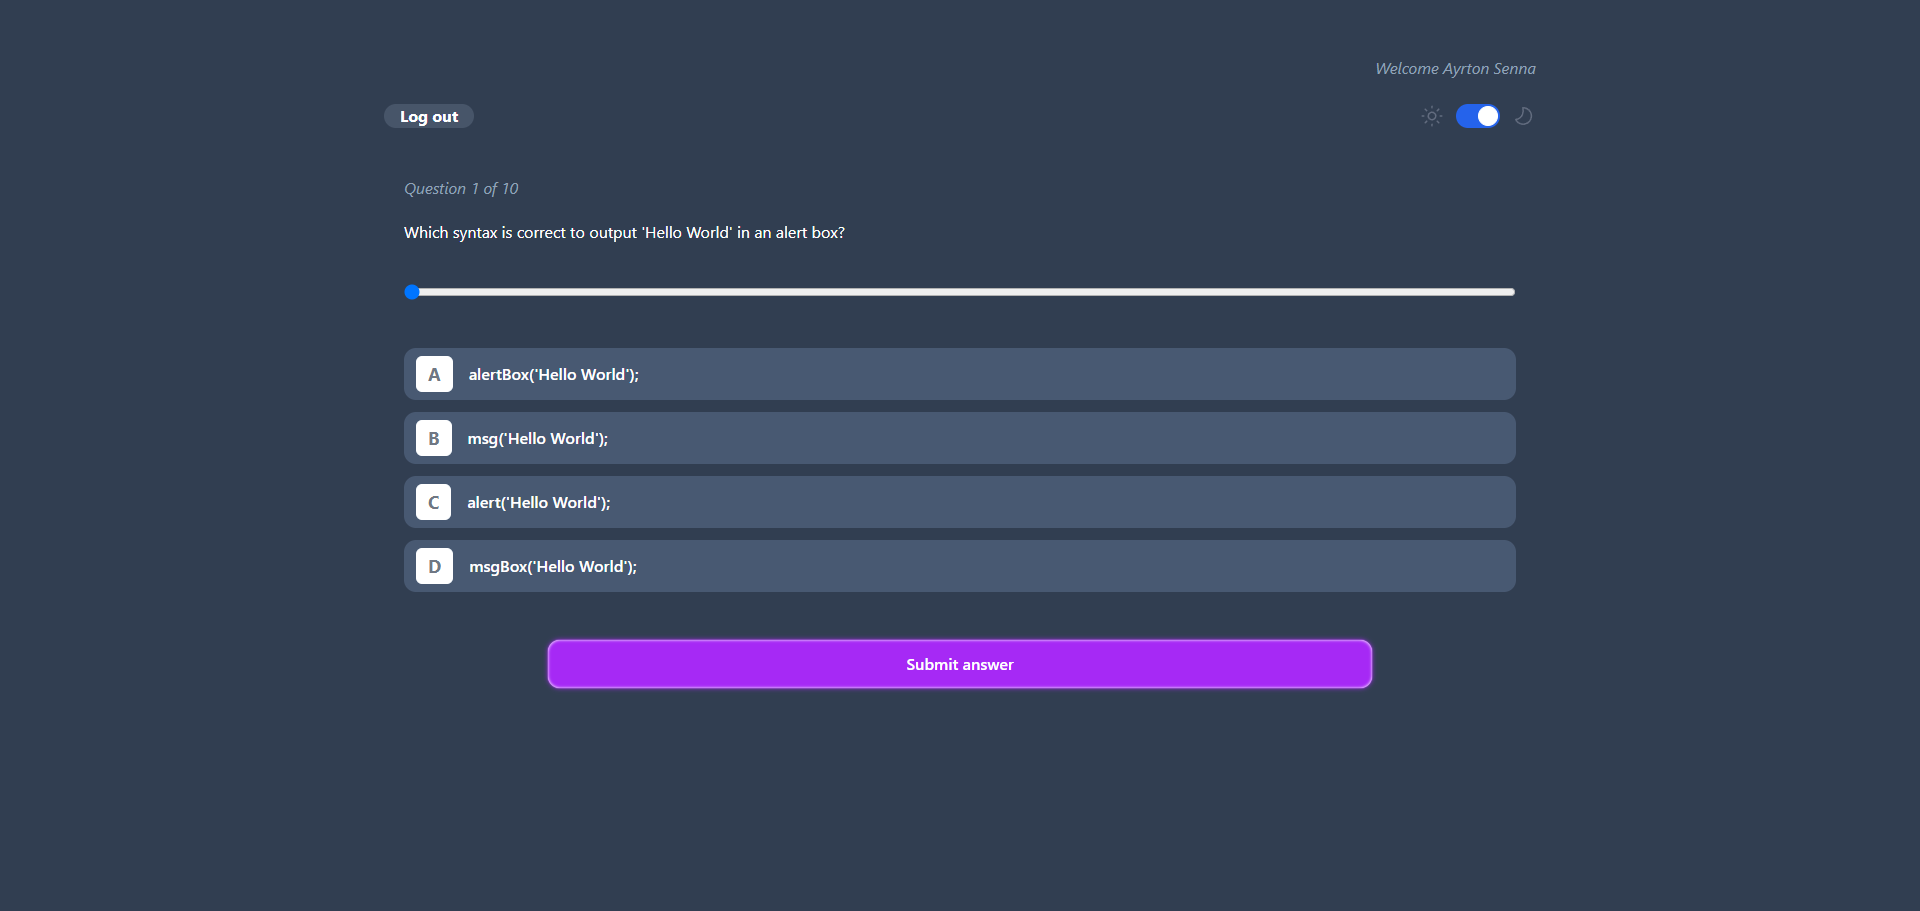 Welcome Ayrton Senna
Log out
Question 1 of 10
Which syntax is correct to output 'Hello World' in an alert box?
A alertBox('Hello World');
B msg('Hello World');
C alert('Hello World');
D msgBox('Hello World');
Submit answer